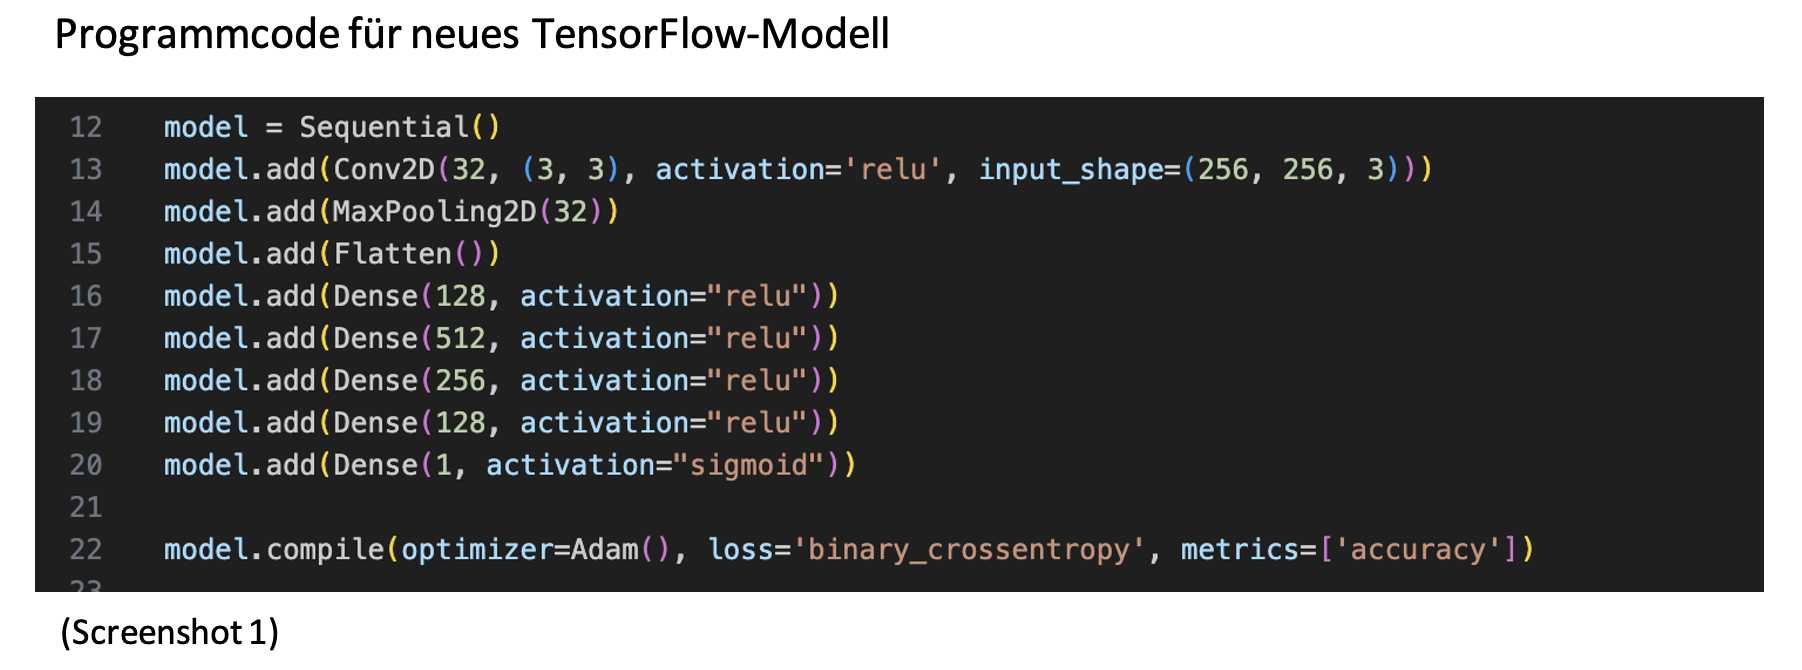 Programmcode für neues TensorFlow-Modell
12 model = Sequential()
13 model.add(Conv2D(32, (3, 3), activation='relu', input_shape=(256, 256, 3)))
14 model.add(MaxPooling2D(32))
15 model.add(Flatten())
16 model.add(Dense(128, activation="relu"))
17 model.add(Dense(512, activation="relu"))
18 model.add(Dense(256, activation="relu"))
19 model.add(Dense(128, activation="relu"))
20 model.add(Dense(1, activation="sigmoid"))
21
22 model.compile(optimizer=Adam(), loss='binary_crossentropy', metrics=['accuracy'])
23
(Screenshot 1)